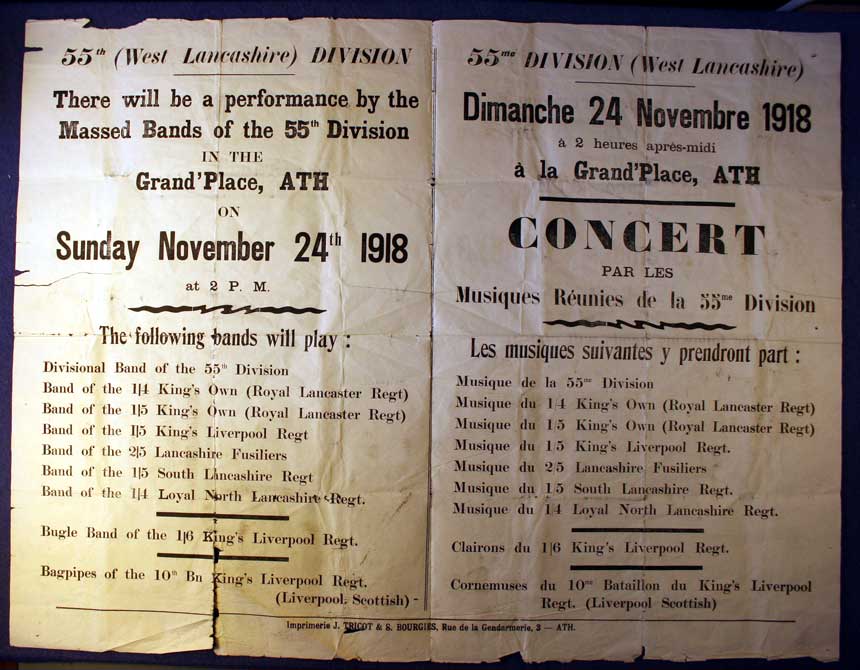 55th (West Lancashire) DIVISION
There will be a performance by the
Massed Bands of the 55th Division
IN THE
Grand'Place, ATH
ON
Sunday November 24th 1918
at 2 P. M.
The following bands will play :
Divisional Band of the 55th Division
Band of the 1/4 King's Own (Royal Lancaster Regt)
Band of the 1/5 King's Own (Royal Lancaster Regt)
Band of the 1/5 King's Liverpool Regt
Band of the 2/5 Lancashire Fusiliers
Band of the 1/5 South Lancashire Regt
Band of the 1/4 Loyal North Lancashire Regt.
Bugle Band of the 1/6 King's Liverpool Regt.
Bagpipes of the 10th Bn King's Liverpool Regt.
(Liverpool Scottish)
55me DIVISION (West Lancashire)
Dimanche 24 Novembre 1918
à 2 heures après-midi
à la Grand'Place, ATH
CONCERT
PAR LES
Musiques Réunies de la 55me Division
Les musiques suivantes y prendront part :
Musique de la 55me Division
Musique du 1/4 King's Own (Royal Lancaster Regt)
Musique du 1/5 King's Own (Royal Lancaster Regt)
Musique du 1/5 King's Liverpool Regt.
Musique du 2/5 Lancashire Fusiliers
Musique du 1/5 South Lancashire Regt.
Musique du 1/4 Loyal North Lancashire Regt.
Clairons du 1/6 King's Liverpool Regt.
Cornemuses du 10me Bataillon du King's Liverpool
Regt. (Liverpool Scottish)
Imprimerie J. TRICOT & S. BOURGIES, Rue de la Gendarmerie, 3 — ATH.